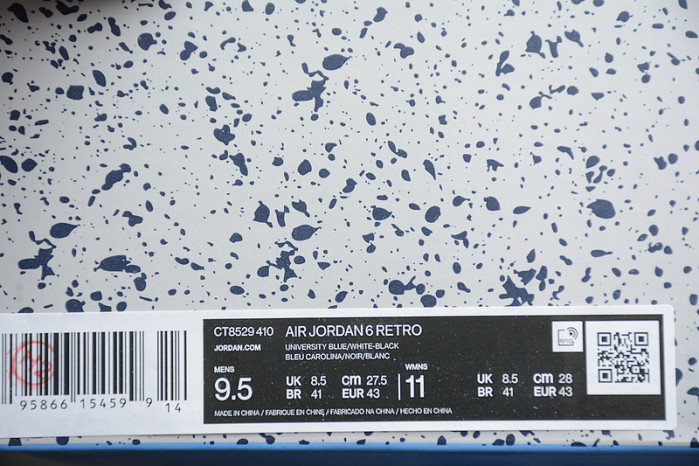 CT8529 410 AIR JORDAN 6 RETRO
JORDAN.COM UNIVERSITY BLUE/WHITE-BLACK
BLEU CAROLINA/NOIR/BLANC
MENS WMNS
9.5 UK 8.5 CM 27.5 11 UK 8.5 CM 28
BR 41 EUR 43 BR 41 EUR 43
MADE IN CHINA / FABRIQUE EN CHINE / FABRICADO NA CHINA / HECHO EN CHINA
RFID
95866 15459 9 14